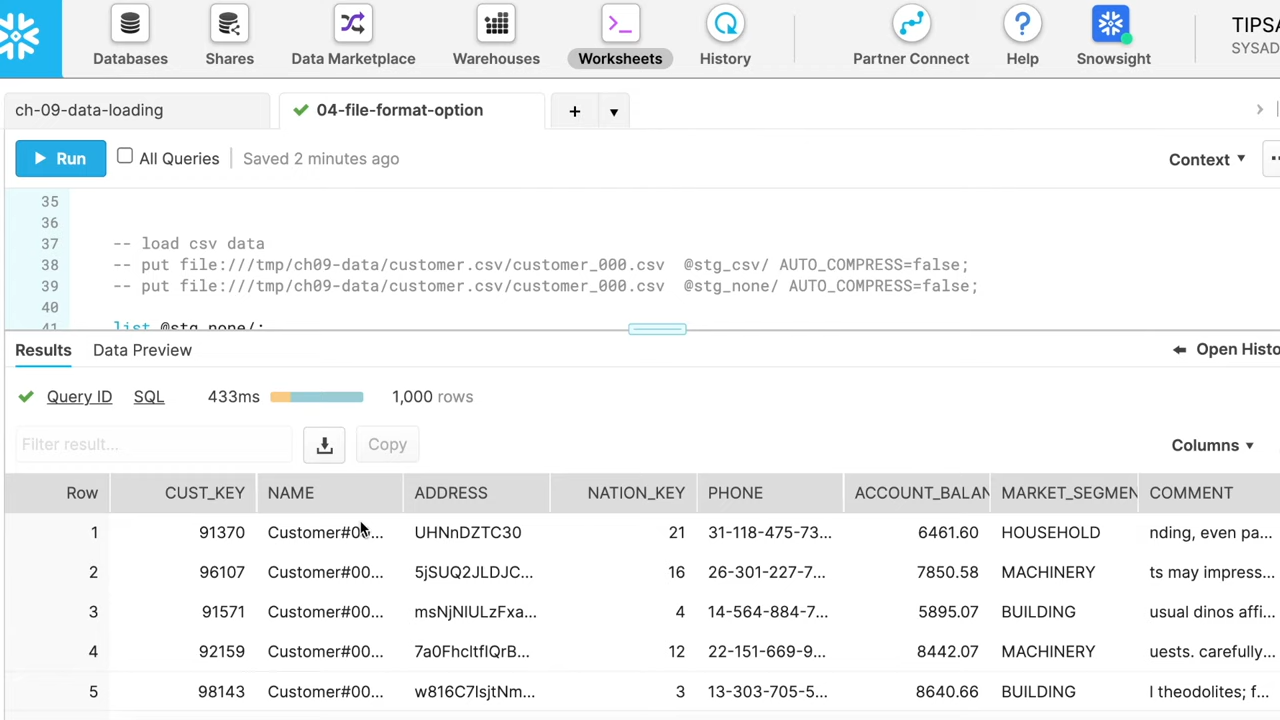 Databases Shares Data Marketplace Warehouses Worksheets History Partner Connect Help Snowsight
TIPSA
SYSAD
ch-09-data-loading 04-file-format-option +
Run All Queries Saved 2 minutes ago Context
35
36
37 -- load csv data
38 -- put file:///tmp/ch09-data/customer.csv/customer_000.csv @stg_csv/ AUTO_COMPRESS=false;
39 -- put file:///tmp/ch09-data/customer.csv/customer_000.csv @stg_none/ AUTO_COMPRESS=false;
40
41 list @stg_none/;
Results Data Preview Open Histo
Query ID SQL 433ms 1,000 rows
Filter result... Copy Columns
Row CUST_KEY NAME ADDRESS NATION_KEY PHONE ACCOUNT_BALAN MARKET_SEGMEN COMMENT
1 91370 Customer#00... UHNnDZTC30 21 31-118-475-73... 6461.60 HOUSEHOLD nding, even pa...
2 96107 Customer#00... 5jSUQ2JLDJC... 16 26-301-227-7... 7850.58 MACHINERY ts may impress...
3 91571 Customer#00... msNjNIULzFxa... 4 14-564-884-7... 5895.07 BUILDING usual dinos affi...
4 92159 Customer#00... 7a0FhcltfIQrB... 12 22-151-669-9... 8442.07 MACHINERY uests. carefully...
5 98143 Customer#00... w816C7lsjtNm... 3 13-303-705-5... 8640.66 BUILDING l theodolites; f...